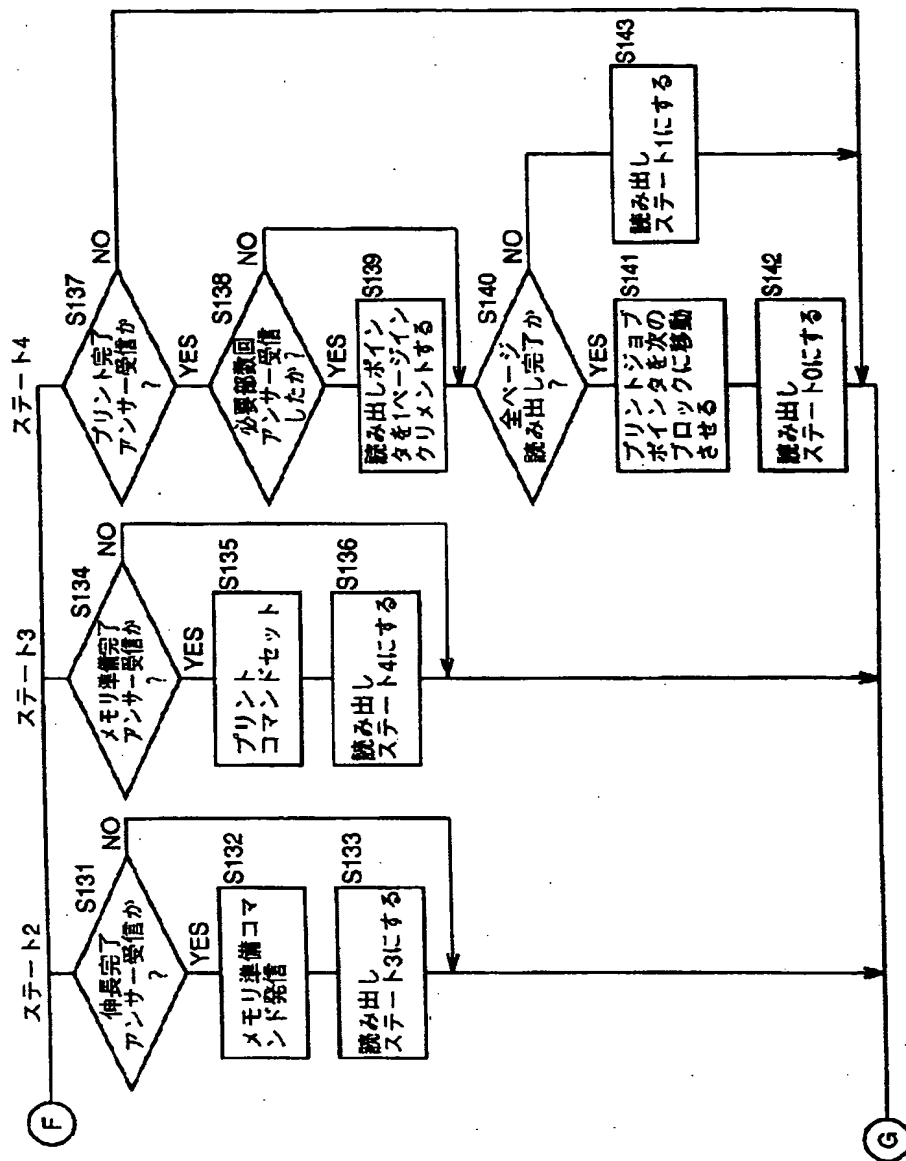 F
ステート2
S131
伸長完了
アンサー受信か
?
NO
YES
S132
メモリ準備コマ
ンド発信
S133
読み出し
ステート3にする
ステート3
S134
メモリ準備完了
アンサー受信か
?
NO
YES
S135
プリント
コマンドセット
S136
読み出し
ステート4にする
ステート4
S137
プリント完了
アンサー受信か
?
NO
YES
S138
必要部数回
アンサー受信
したか?
NO
YES
S139
読み出しポイン
タを1ページイン
クリメントする
S140
全ページ
読み出し完了か
?
NO
YES
S141
プリントジョブ
ポインタを次の
ブロックに移動
させる
S142
読み出し
ステート0にする
S143
読み出し
ステート1にする
G